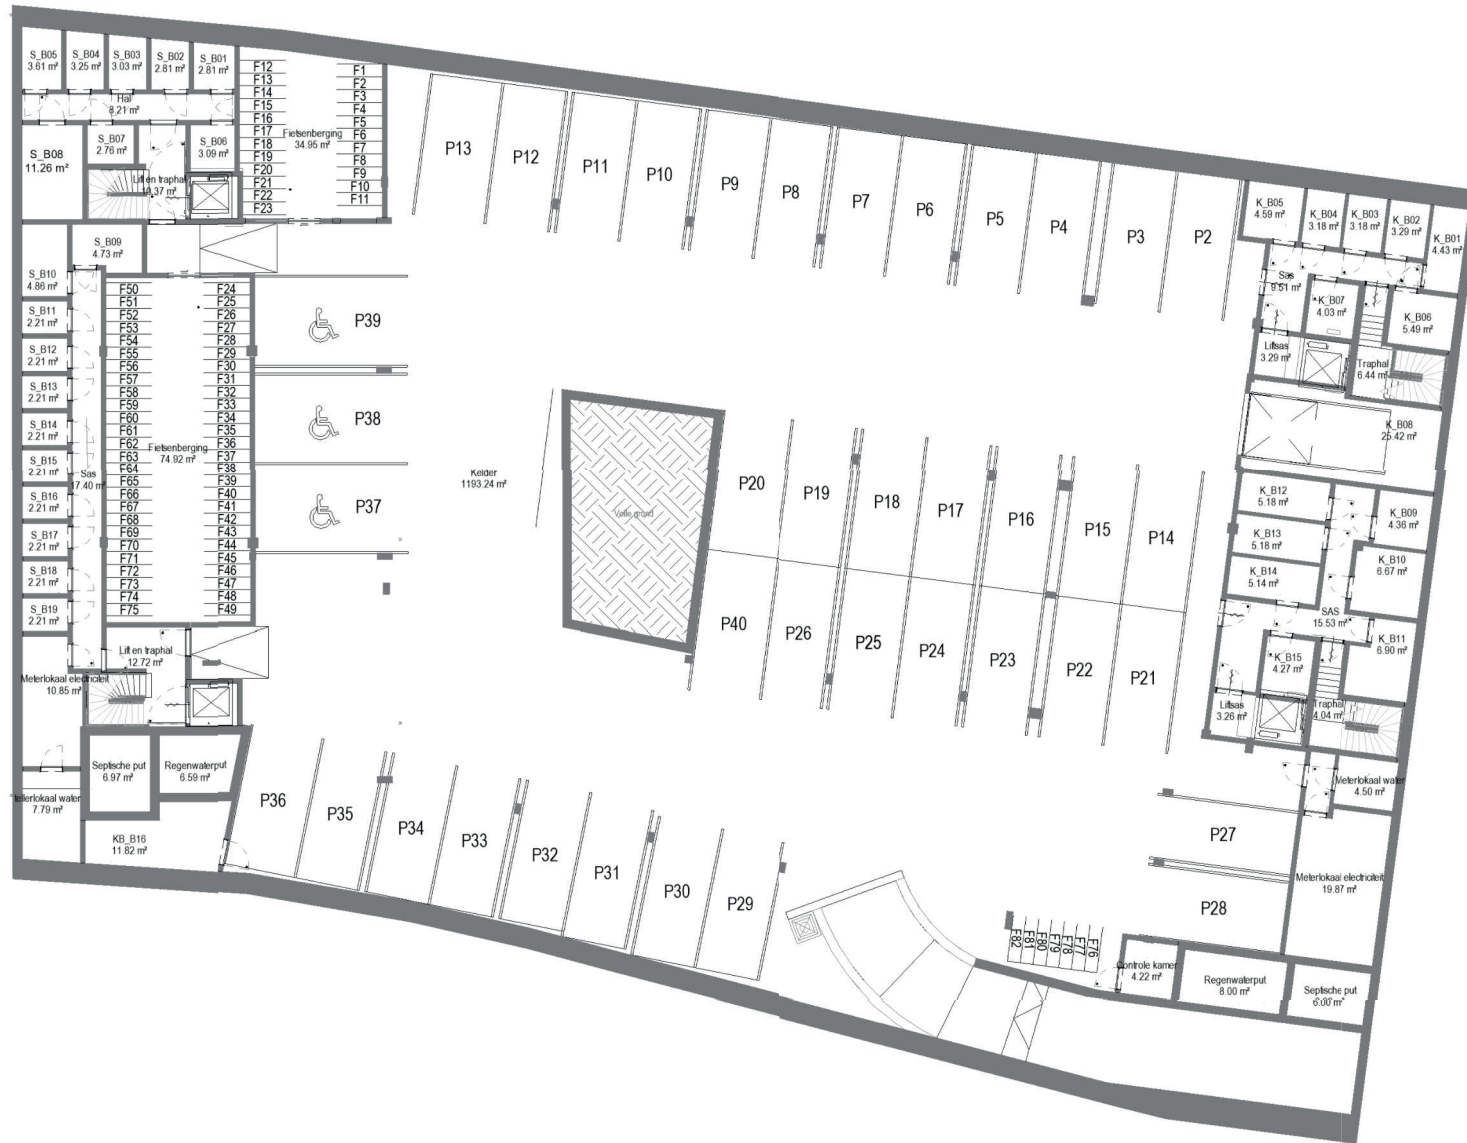 S_B05
3.61 m²
S_B04
3.25 m²
S_B03
3.03 m²
S_B02
2.81 m²
S_B01
2.81 m²
Hal
8.21 m²
S_B08
11.26 m²
S_B07
2.76 m²
S_B06
3.09 m²
Lift en traphal
10.37 m²
F12
F13
F14
F15
F16
F17
F18
F19
F20
F21
F22
F23
Fietsenberging
34.95 m²
F1
F2
F3
F4
F5
F6
F7
F8
F9
F10
F11
P13
P12
P11
P10
P9
P8
P7
P6
P5
P4
P3
P2
K_B05
4.59 m²
K_B04
3.18 m²
K_B03
3.18 m²
K_B02
3.29 m²
K_B01
4.43 m²
Sas
9.51 m²
K_B07
4.03 m²
K_B06
5.49 m²
Liftsas
3.29 m²
Traphal
6.44 m²
K_B08
25.42 m²
S_B09
4.73 m²
S_B10
4.86 m²
S_B11
2.21 m²
S_B12
2.21 m²
S_B13
2.21 m²
S_B14
2.21 m²
S_B15
2.21 m²
S_B16
2.21 m²
S_B17
2.21 m²
S_B18
2.21 m²
S_B19
2.21 m²
Sas
17.40 m²
F50
F51
F52
F53
F54
F55
F56
F57
F58
F59
F60
F61
F62
F63
F64
F65
F66
F67
F68
F69
F70
F71
F72
F73
F74
F75
Fietsenberging
74.92 m²
F24
F25
F26
F27
F28
F29
F30
F31
F32
F33
F34
F35
F36
F37
F38
F39
F40
F41
F42
F43
F44
F45
F46
F47
F48
F49
P39
P38
P37
Kelder
1193.24 m²
Volle grond
P20
P19
P18
P17
P16
P15
P14
P40
P26
P25
P24
P23
P22
P21
K_B12
5.18 m²
K_B09
4.36 m²
K_B13
5.18 m²
K_B10
6.67 m²
K_B14
5.14 m²
SAS
15.53 m²
K_B11
6.90 m²
K_B15
4.27 m²
Liftsas
3.26 m²
Traphal
4.04 m²
Lift en traphal
12.72 m²
Meterlokaal electriciteit
10.85 m²
Septische put
6.97 m²
Regenwaterput
6.59 m²
tellerlokaal water
7.79 m²
KB_B16
11.82 m²
P36
P35
P34
P33
P32
P31
P30
P29
Meterlokaal water
4.50 m²
P27
P28
Meterlokaal electriciteit
19.87 m²
F82
F81
F80
F79
F78
F77
F76
Controle kamer
4.22 m²
Regenwaterput
8.00 m²
Septische put
6.00 m²